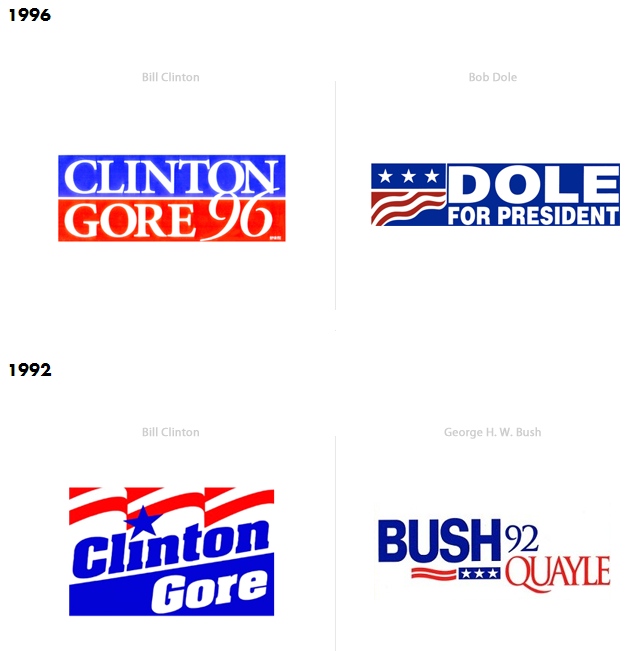 1996
Bill Clinton
Bob Dole
CLINTON
GORE 96
DOLE
FOR PRESIDENT
1992
Bill Clinton
George H. W. Bush
Clinton
Gore
BUSH 92
QUAYLE